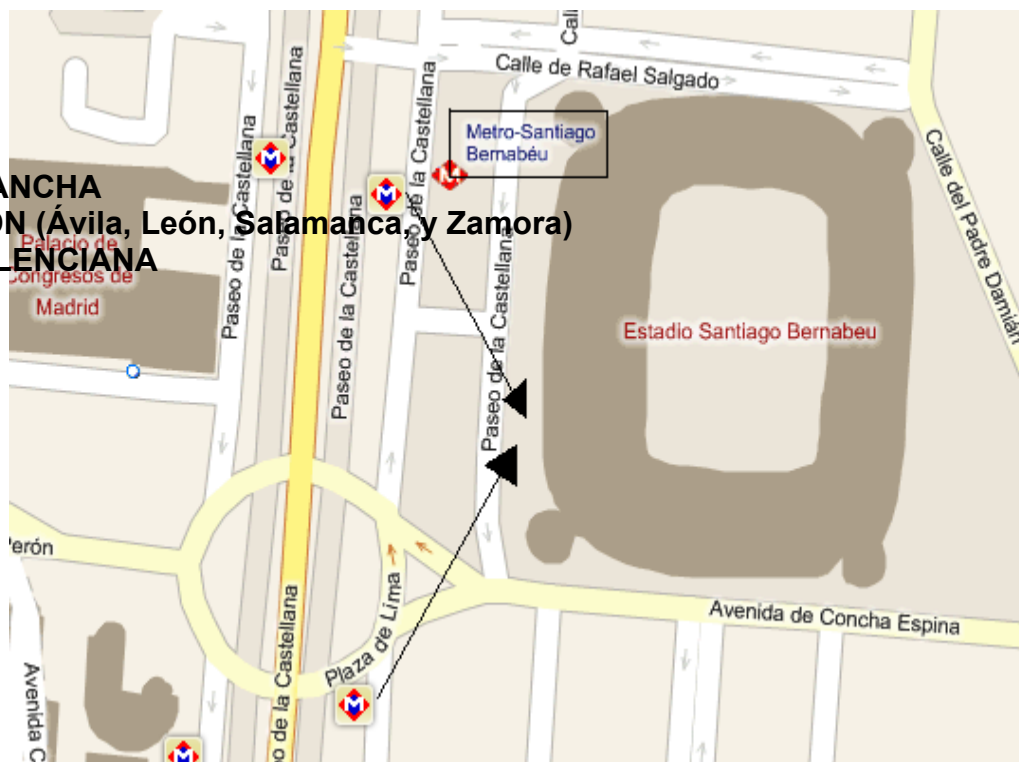 Calle de Rafael Salgado
Paseo de la Castellana
Paseo de la Castellana
Paseo de la Castellana
Metro-Santiago
Bernabéu
Calle del Padre Damián
ANCHA
ÓN (Ávila, León, Salamanca, y Zamora)
LENCIANA
Palacio de
Congresos de
Madrid
Paseo de la Castellana
Paseo de la Castellana
Estadio Santiago Bernabeu
Perón
Plaza de Lima
Avenida de Concha Espina
Avenida C
o de la Castellana